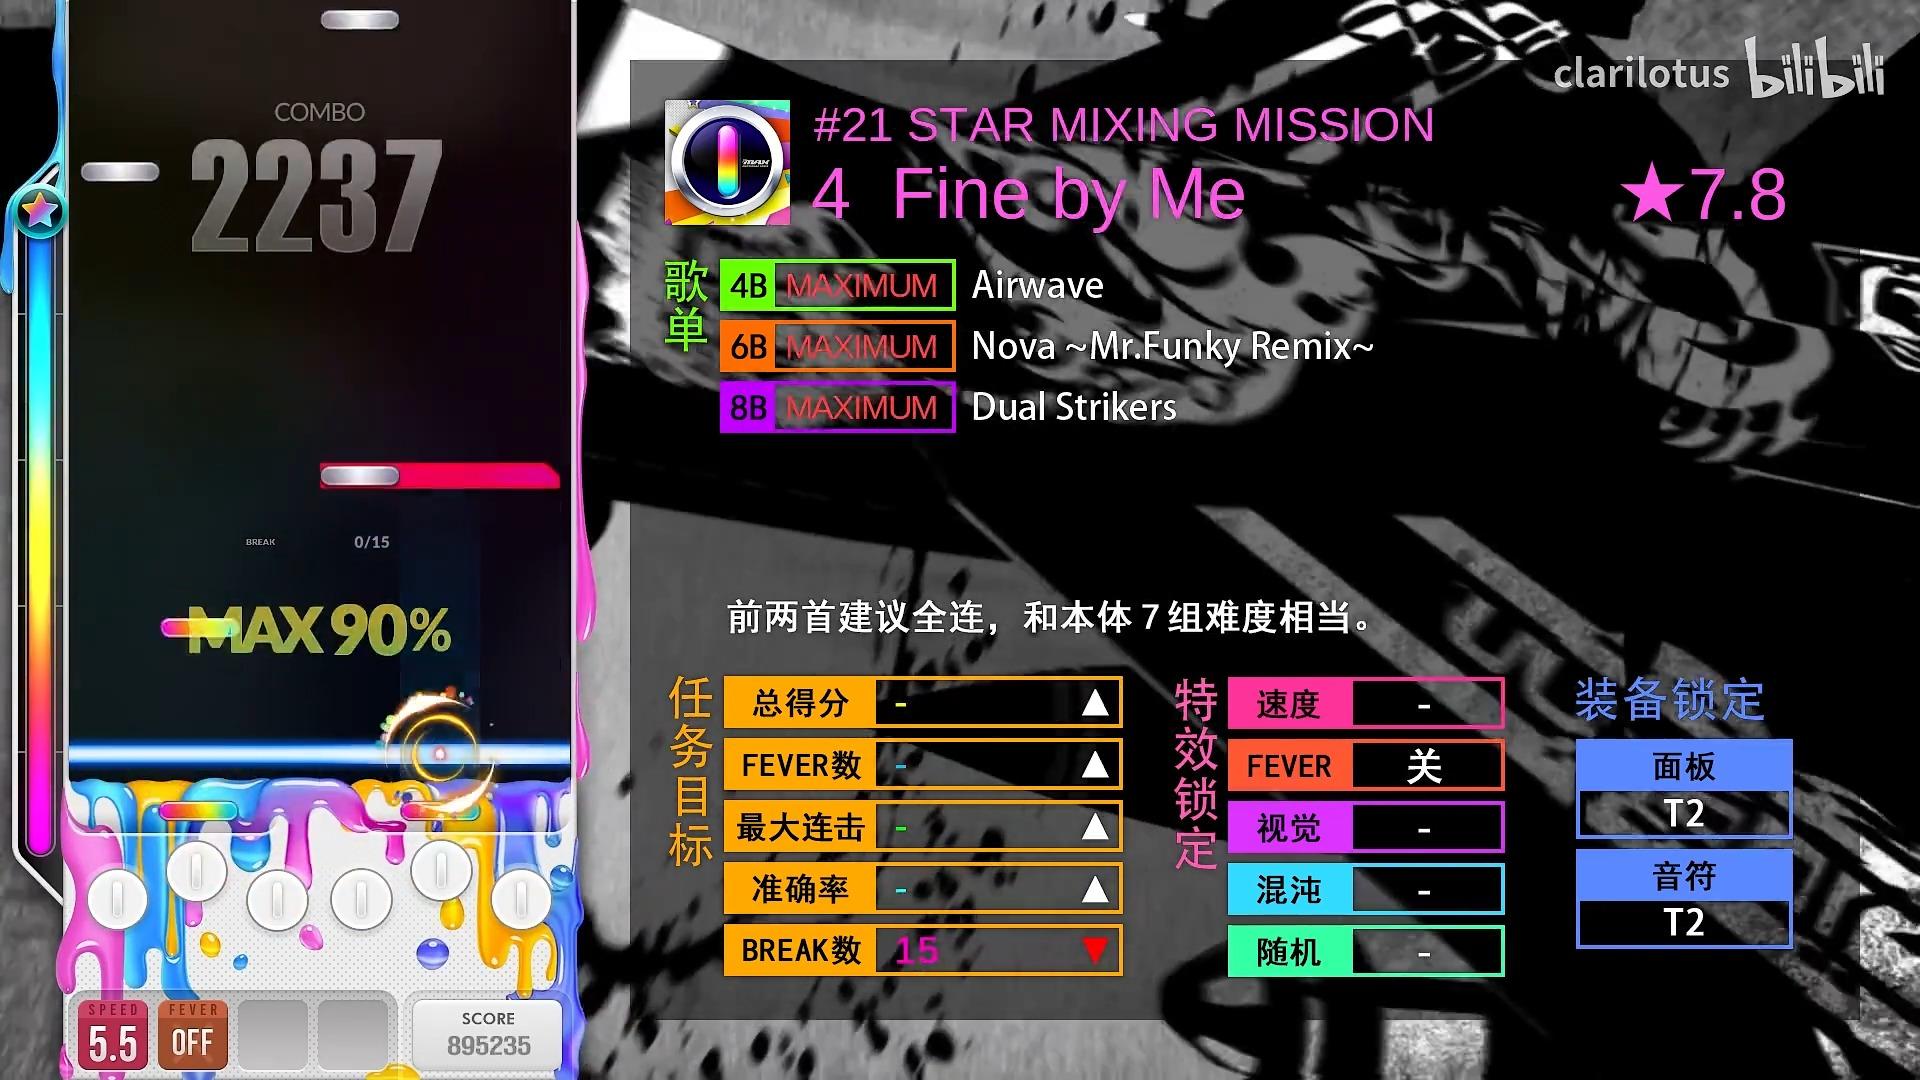 clarilotus bilibili
COMBO
2237
BREAK 0/15
MAX 90%
SPEED
5.5
FEVER
OFF
SCORE
895235
#21 STAR MIXING MISSION
4 Fine by Me
★7.8
歌单
4B MAXIMUM Airwave
6B MAXIMUM Nova ~Mr.Funky Remix~
8B MAXIMUM Dual Strikers
前两首建议全连，和本体7组难度相当。
任务目标
总得分 - ▲
FEVER数 - ▲
最大连击 - ▲
准确率 - ▲
BREAK数 15 ▼
特效锁定
速度 -
FEVER 关
视觉 -
混沌 -
随机 -
装备锁定
面板
T2
音符
T2